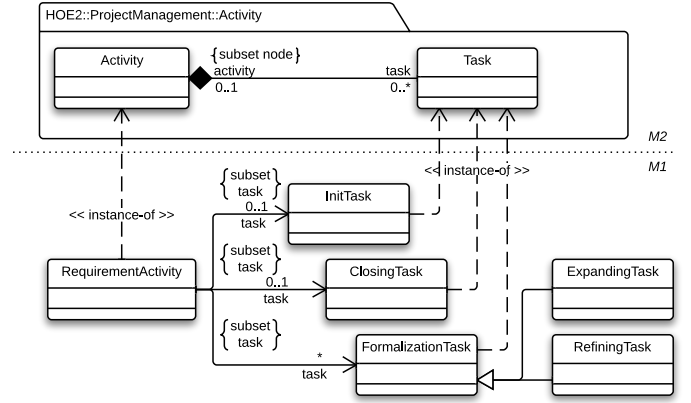 HOE2::ProjectManagement::Activity
Activity
{subset node}
activity
0..1
task
0..*
Task
M2
M1
<< instance-of >>
<< instance-of >>
{subset
task}
0..1
task
InitTask
RequirementActivity
{subset
task}
0..1
task
ClosingTask
ExpandingTask
{subset
task}
*
task
FormalizationTask
RefiningTask